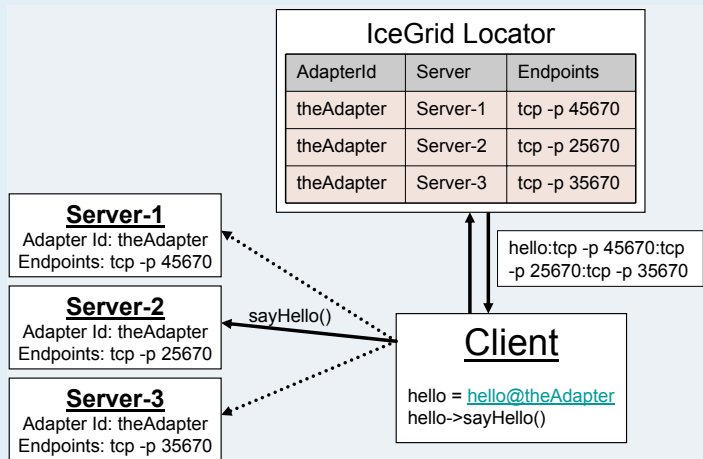 IceGrid Locator
AdapterId Server Endpoints
theAdapter Server-1 tcp -p 45670
theAdapter Server-2 tcp -p 25670
theAdapter Server-3 tcp -p 35670
Server-1
Adapter Id: theAdapter
Endpoints: tcp -p 45670
Server-2
Adapter Id: theAdapter
Endpoints: tcp -p 25670
Server-3
Adapter Id: theAdapter
Endpoints: tcp -p 35670
sayHello()
hello:tcp -p 45670:tcp
-p 25670:tcp -p 35670
Client
hello = hello@theAdapter
hello->sayHello()